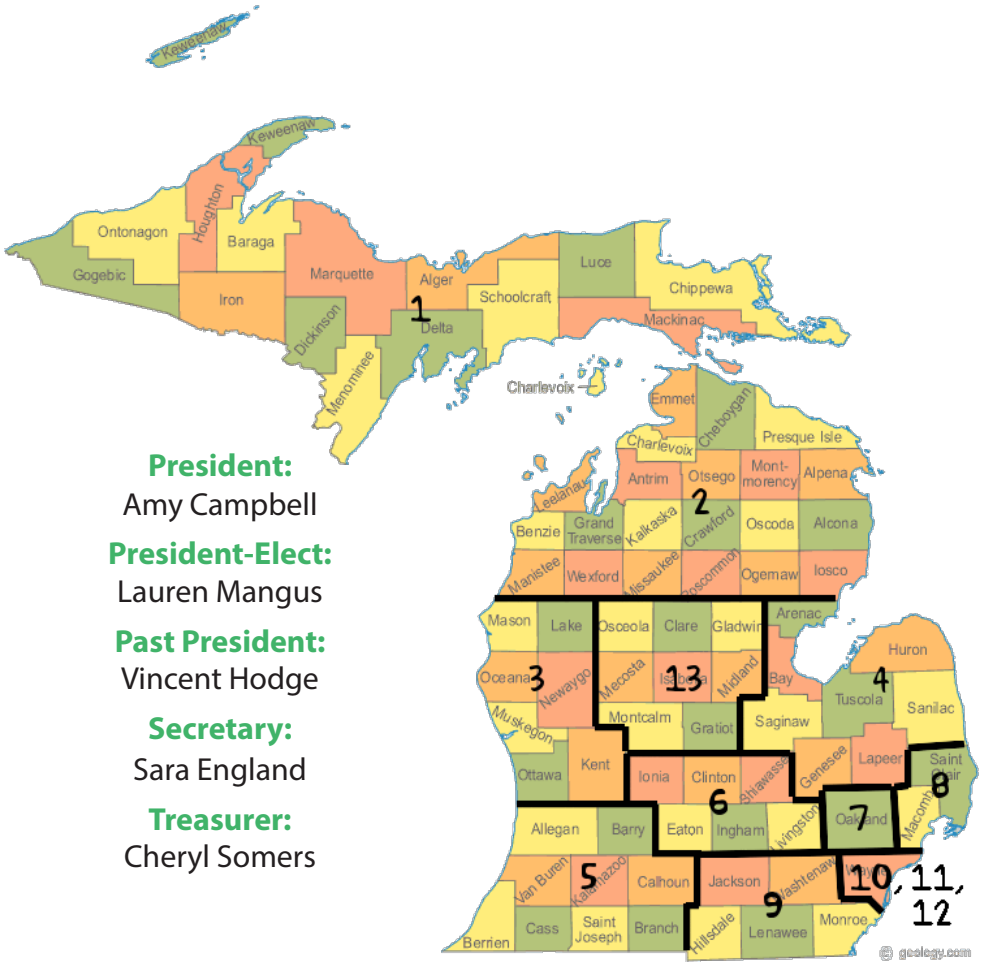 Keweenaw
Keweenaw
Houghton
Ontonagon
Baraga
Gogebic
Iron
Marquette
Dickinson
Menominee
Alger
1
Delta
Schoolcraft
Luce
Chippewa
Mackinac
Charlevoix
Emmet
Cheboygan
Presque Isle
Charlevoix
Antrim
Otsego
Mont-
morency
Alpena
2
Leelanau
Benzie
Grand
Traverse
Kalkaska
Crawford
Oscoda
Alcona
Manistee
Wexford
Missaukee
Roscommon
Ogemaw
Iosco
Mason
Lake
Osceola
Clare
Gladwin
Arenac
Huron
Oceana
3
Newaygo
Mecosta
Isabella
13
Midland
Bay
4
Tuscola
Sanilac
Muskegon
Montcalm
Gratiot
Saginaw
Ottawa
Kent
Ionia
Clinton
Shiawassee
Genesee
Lapeer
Saint
Clair
8
6
7
Allegan
Barry
Eaton
Ingham
Livingston
Oakland
Macomb
Van Buren
5
Kalamazoo
Calhoun
Jackson
Washtenaw
Wayne
10, 11,
12
9
Berrien
Cass
Saint
Joseph
Branch
Hillsdale
Lenawee
Monroe
President:
Amy Campbell
President-Elect:
Lauren Mangus
Past President:
Vincent Hodge
Secretary:
Sara England
Treasurer:
Cheryl Somers
© geology.com